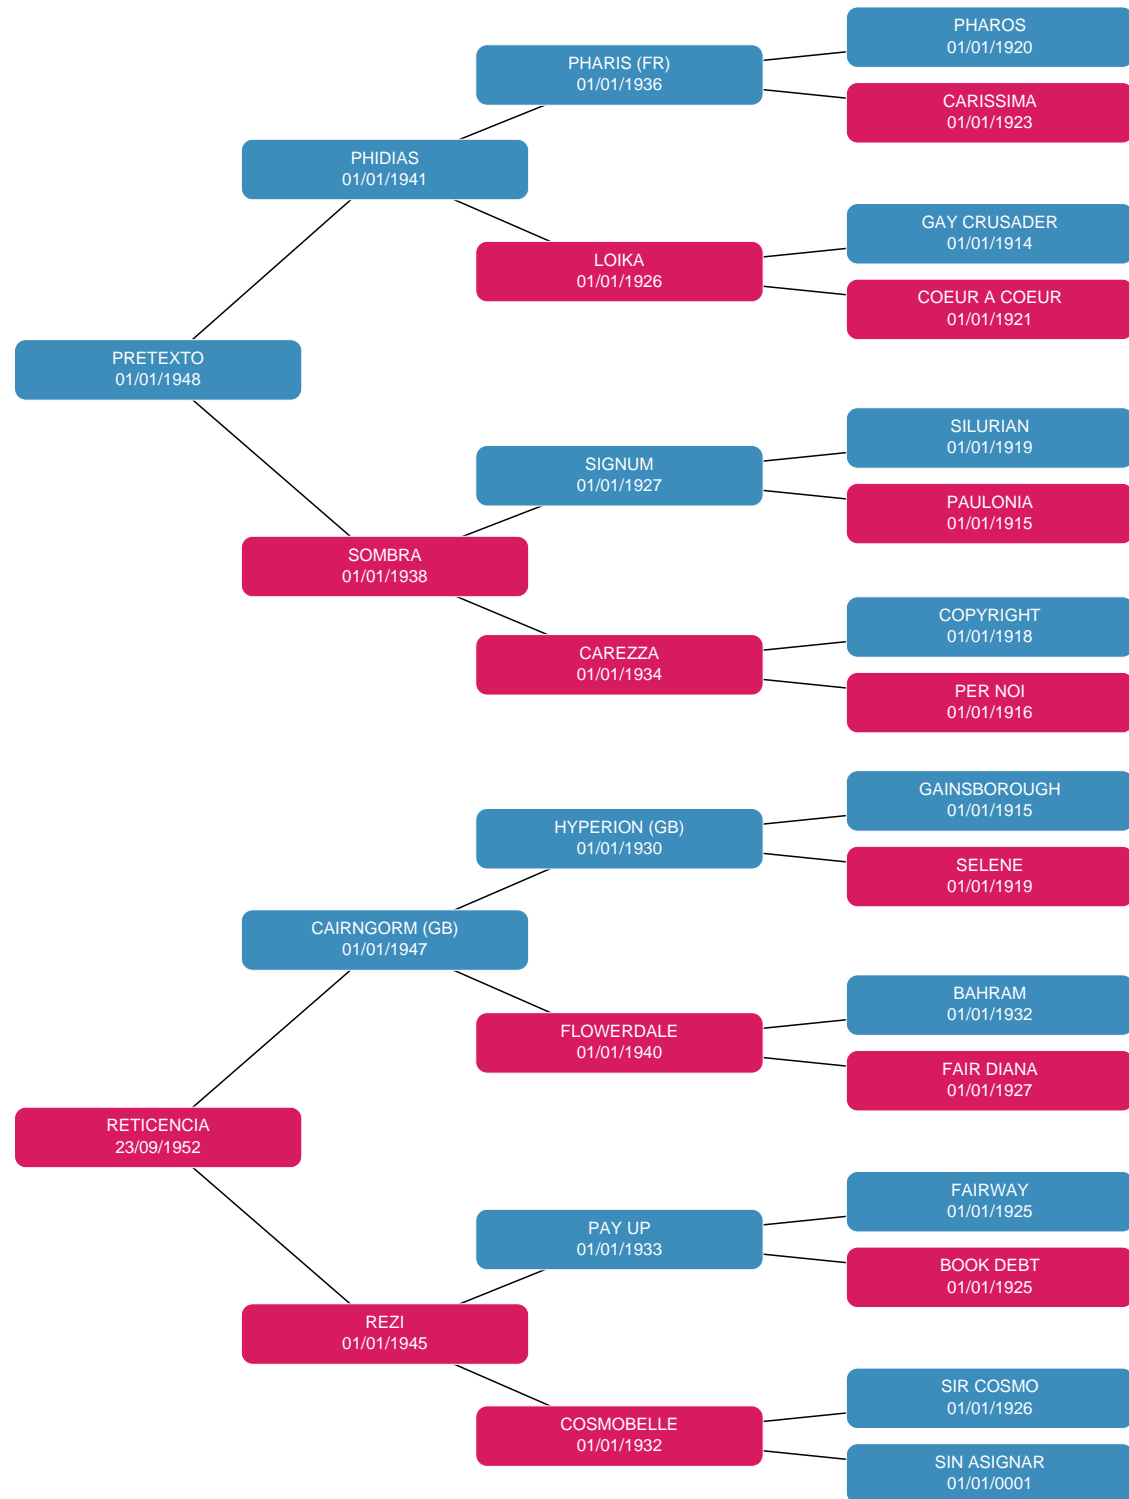 PHAROS
01/01/1920
PHARIS (FR)
01/01/1936
CARISSIMA
01/01/1923
PHIDIAS
01/01/1941
GAY CRUSADER
01/01/1914
LOIKA
01/01/1926
COEUR A COEUR
01/01/1921
PRETEXTO
01/01/1948
SILURIAN
01/01/1919
SIGNUM
01/01/1927
PAULONIA
01/01/1915
SOMBRA
01/01/1938
COPYRIGHT
01/01/1918
CAREZZA
01/01/1934
PER NOI
01/01/1916
GAINSBOROUGH
01/01/1915
HYPERION (GB)
01/01/1930
SELENE
01/01/1919
CAIRNGORM (GB)
01/01/1947
BAHRAM
01/01/1932
FLOWERDALE
01/01/1940
FAIR DIANA
01/01/1927
RETICENCIA
23/09/1952
FAIRWAY
01/01/1925
PAY UP
01/01/1933
BOOK DEBT
01/01/1925
REZI
01/01/1945
SIR COSMO
01/01/1926
COSMOBELLE
01/01/1932
SIN ASIGNAR
01/01/0001